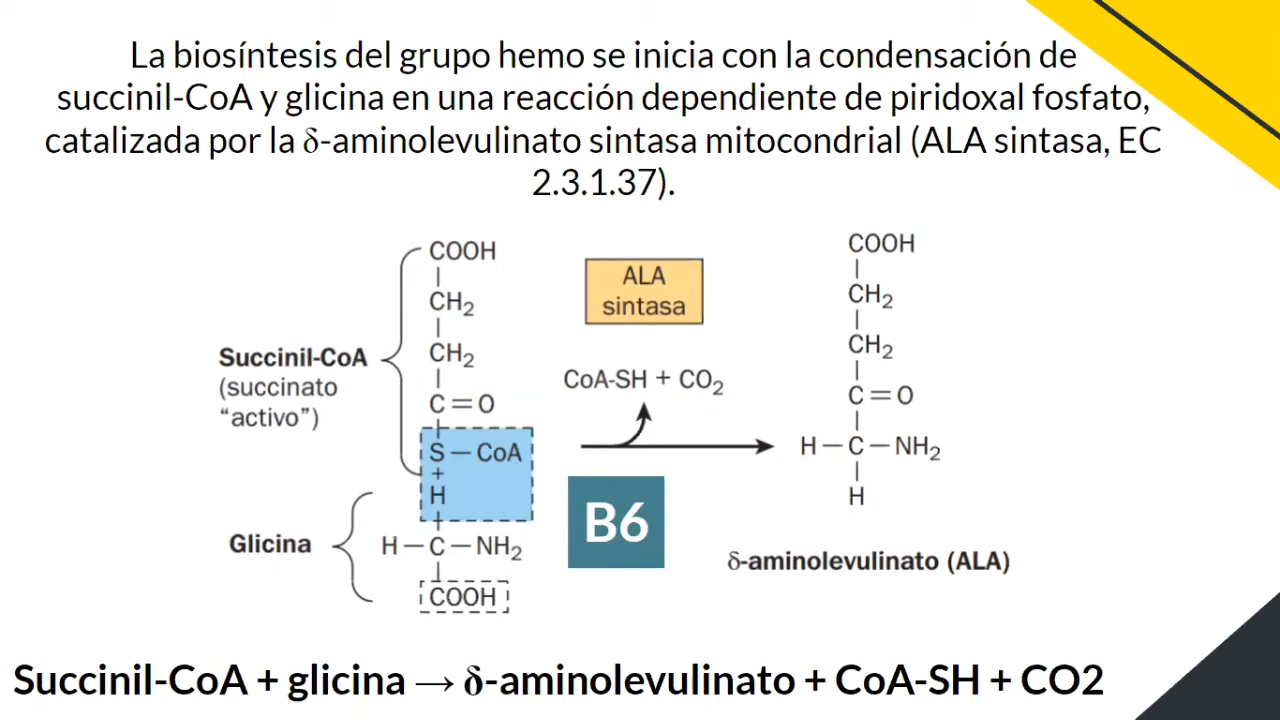 La biosíntesis del grupo hemo se inicia con la condensación de
succinil-CoA y glicina en una reacción dependiente de piridoxal fosfato,
catalizada por la δ-aminolevulinato sintasa mitocondrial (ALA sintasa, EC
2.3.1.37).
Succinil-CoA
(succinato
“activo”)
COOH
CH₂
CH₂
C=O
S—CoA
+
H
Glicina
H—C—NH₂
COOH
ALA
sintasa
CoA-SH + CO₂
B6
COOH
CH₂
CH₂
C=O
H—C—NH₂
H
δ-aminolevulinato (ALA)
Succinil-CoA + glicina → δ-aminolevulinato + CoA-SH + CO2